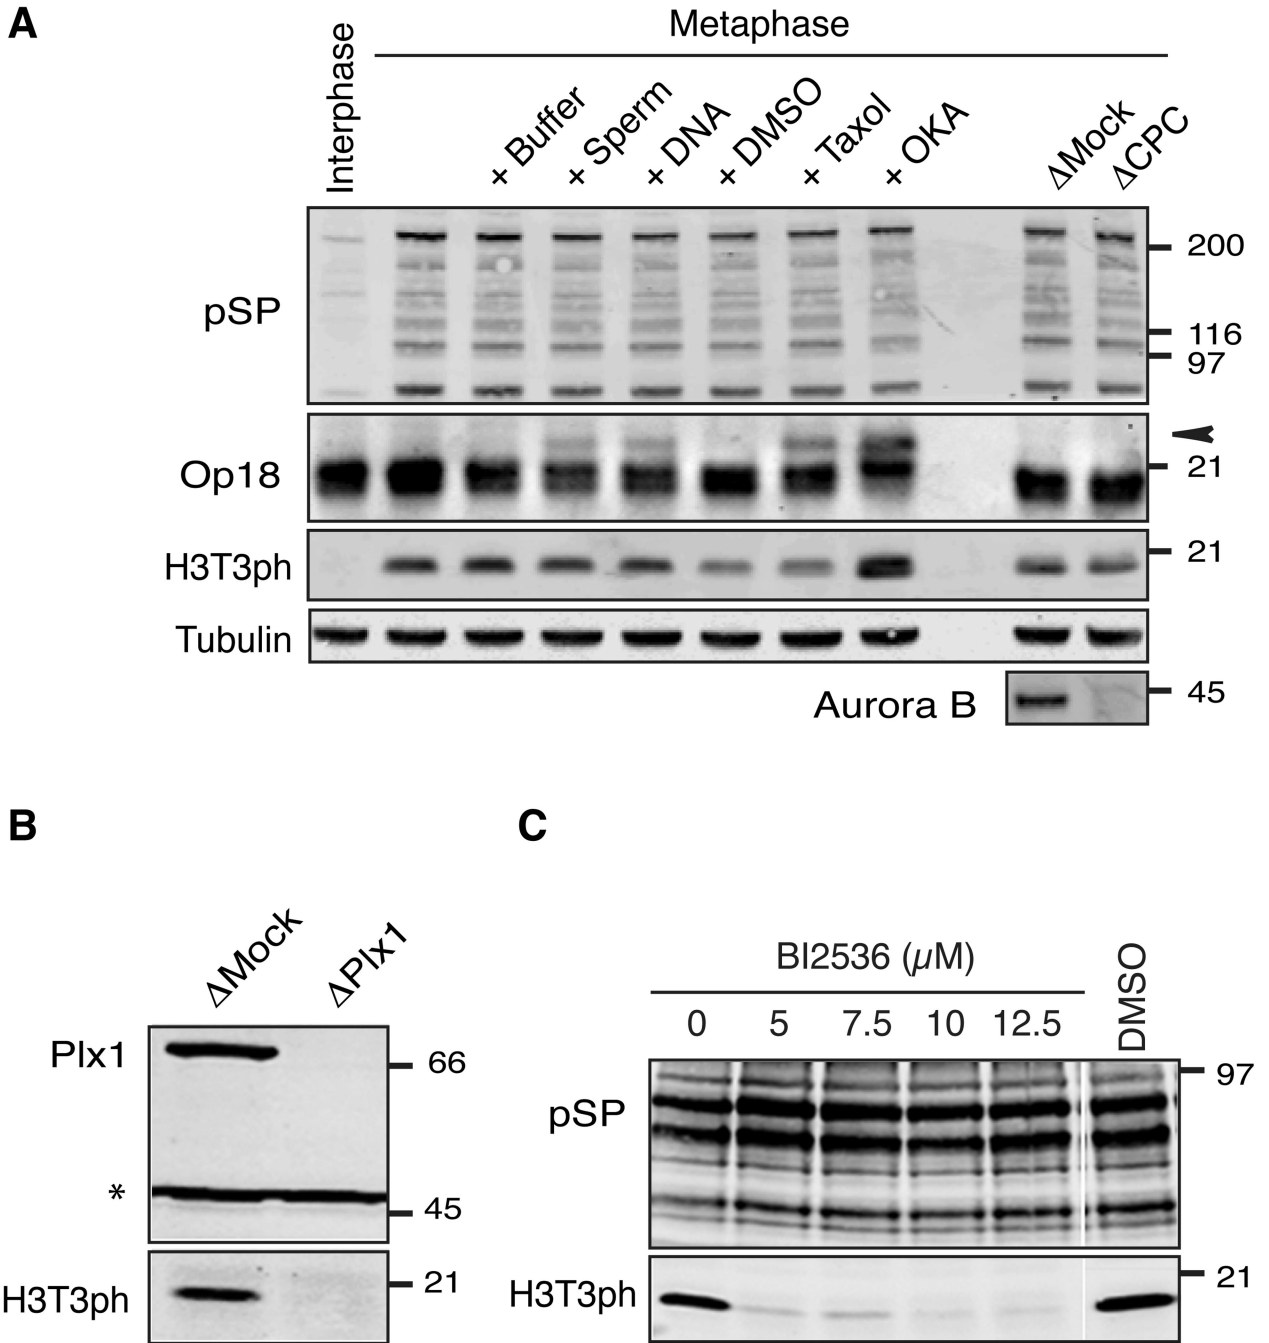 A
Metaphase
Interphase
+ Buffer
+ Sperm
+ DNA
+ DMSO
+ Taxol
+ OKA
ΔMock
ΔCPC
pSP
200
116
97
Op18
21
H3T3ph
21
Tubulin
Aurora B
45
B
ΔMock
ΔPlx1
Plx1
66
*
45
H3T3ph
21
C
BI2536 (µM)
0 5 7.5 10 12.5
DMSO
pSP
97
H3T3ph
21